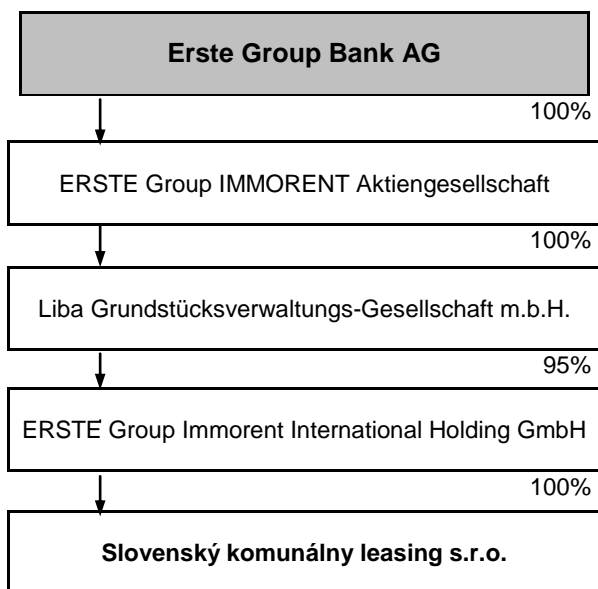 Erste Group Bank AG
100%
ERSTE Group IMMORENT Aktiengesellschaft
100%
Liba Grundstücksverwaltungs-Gesellschaft m.b.H.
95%
ERSTE Group Immorent International Holding GmbH
100%
Slovenský komunálny leasing s.r.o.